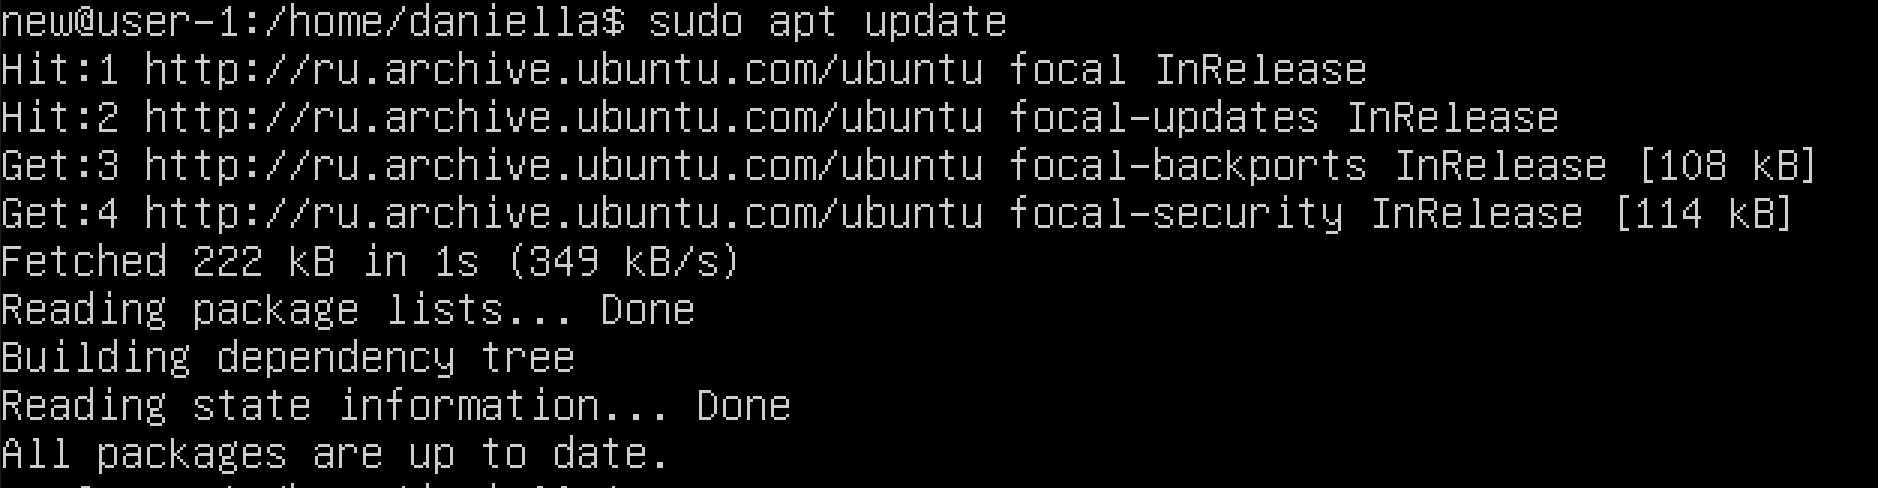 new@user-1:/home/daniella$ sudo apt update
Hit:1 http://ru.archive.ubuntu.com/ubuntu focal InRelease
Hit:2 http://ru.archive.ubuntu.com/ubuntu focal-updates InRelease
Get:3 http://ru.archive.ubuntu.com/ubuntu focal-backports InRelease [108 kB]
Get:4 http://ru.archive.ubuntu.com/ubuntu focal-security InRelease [114 kB]
Fetched 222 kB in 1s (349 kB/s)
Reading package lists... Done
Building dependency tree
Reading state information... Done
All packages are up to date.